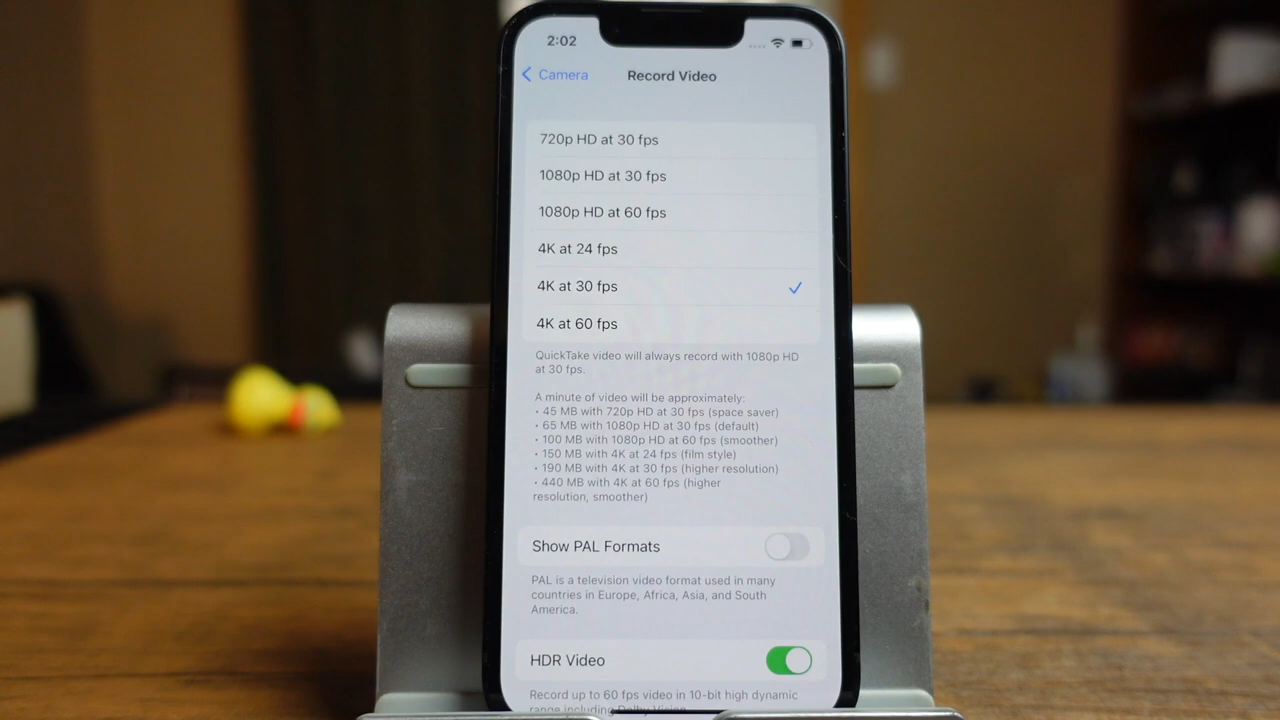 2:02
Camera
Record Video
720p HD at 30 fps
1080p HD at 30 fps
1080p HD at 60 fps
4K at 24 fps
4K at 30 fps
4K at 60 fps
QuickTake video will always record with 1080p HD
at 30 fps.
A minute of video will be approximately:
• 45 MB with 720p HD at 30 fps (space saver)
• 65 MB with 1080p HD at 30 fps (default)
• 100 MB with 1080p HD at 60 fps (smoother)
• 150 MB with 4K at 24 fps (film style)
• 190 MB with 4K at 30 fps (higher resolution)
• 440 MB with 4K at 60 fps (higher
resolution, smoother)
Show PAL Formats
PAL is a television video format used in many
countries in Europe, Africa, Asia, and South
America.
HDR Video
Record up to 60 fps video in 10-bit high dynamic
range including Dolby Vision